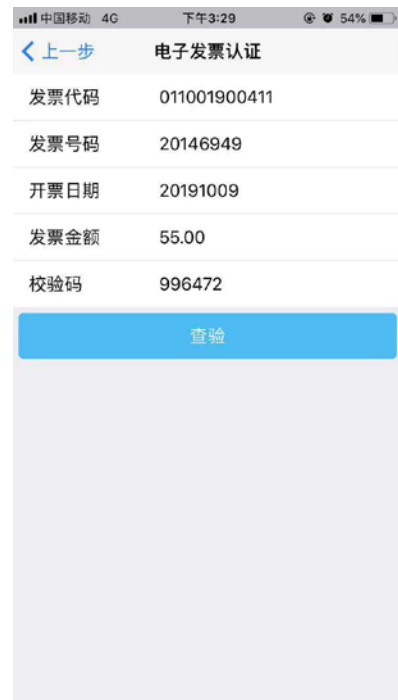 中国移动 4G 下午3:29 54%
上一步 电子发票认证
发票代码 011001900411
发票号码 20146949
开票日期 20191009
发票金额 55.00
校验码 996472
查验